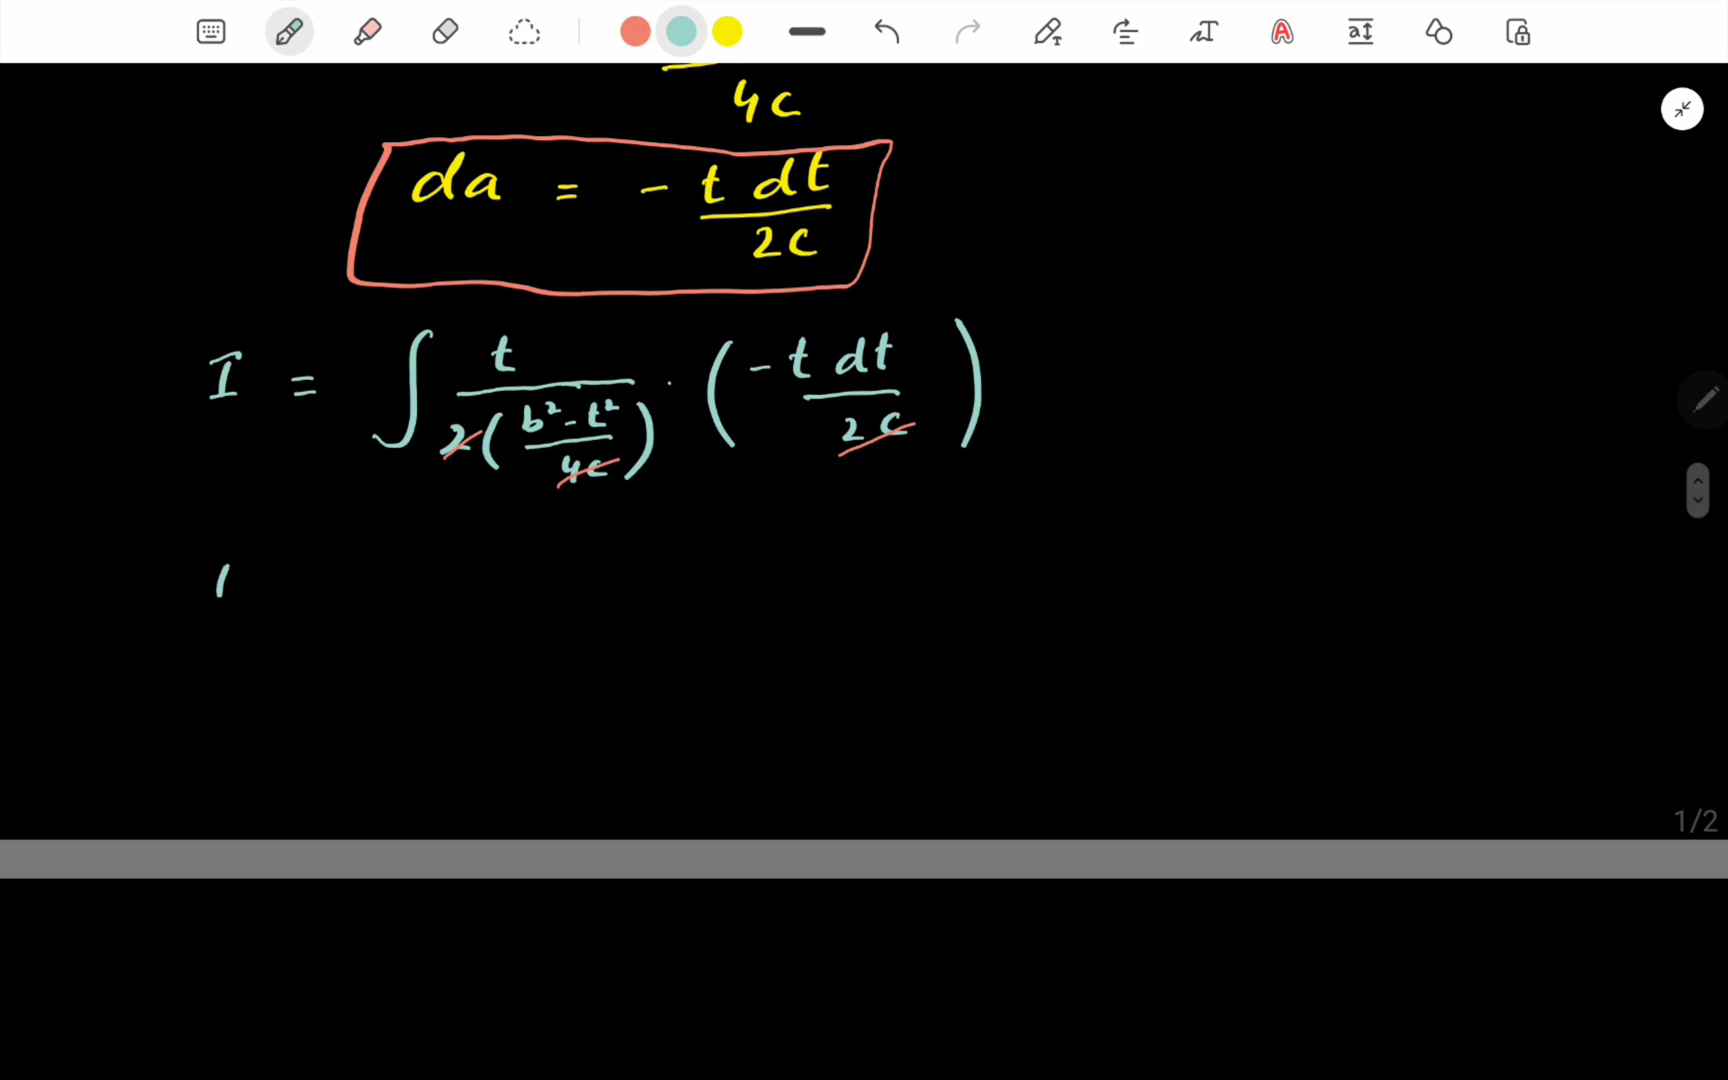 4c
da = - t dt / 2c
I = ∫ t / 2( b² - t² / 4c ) · ( - t dt / 2c )
1/2